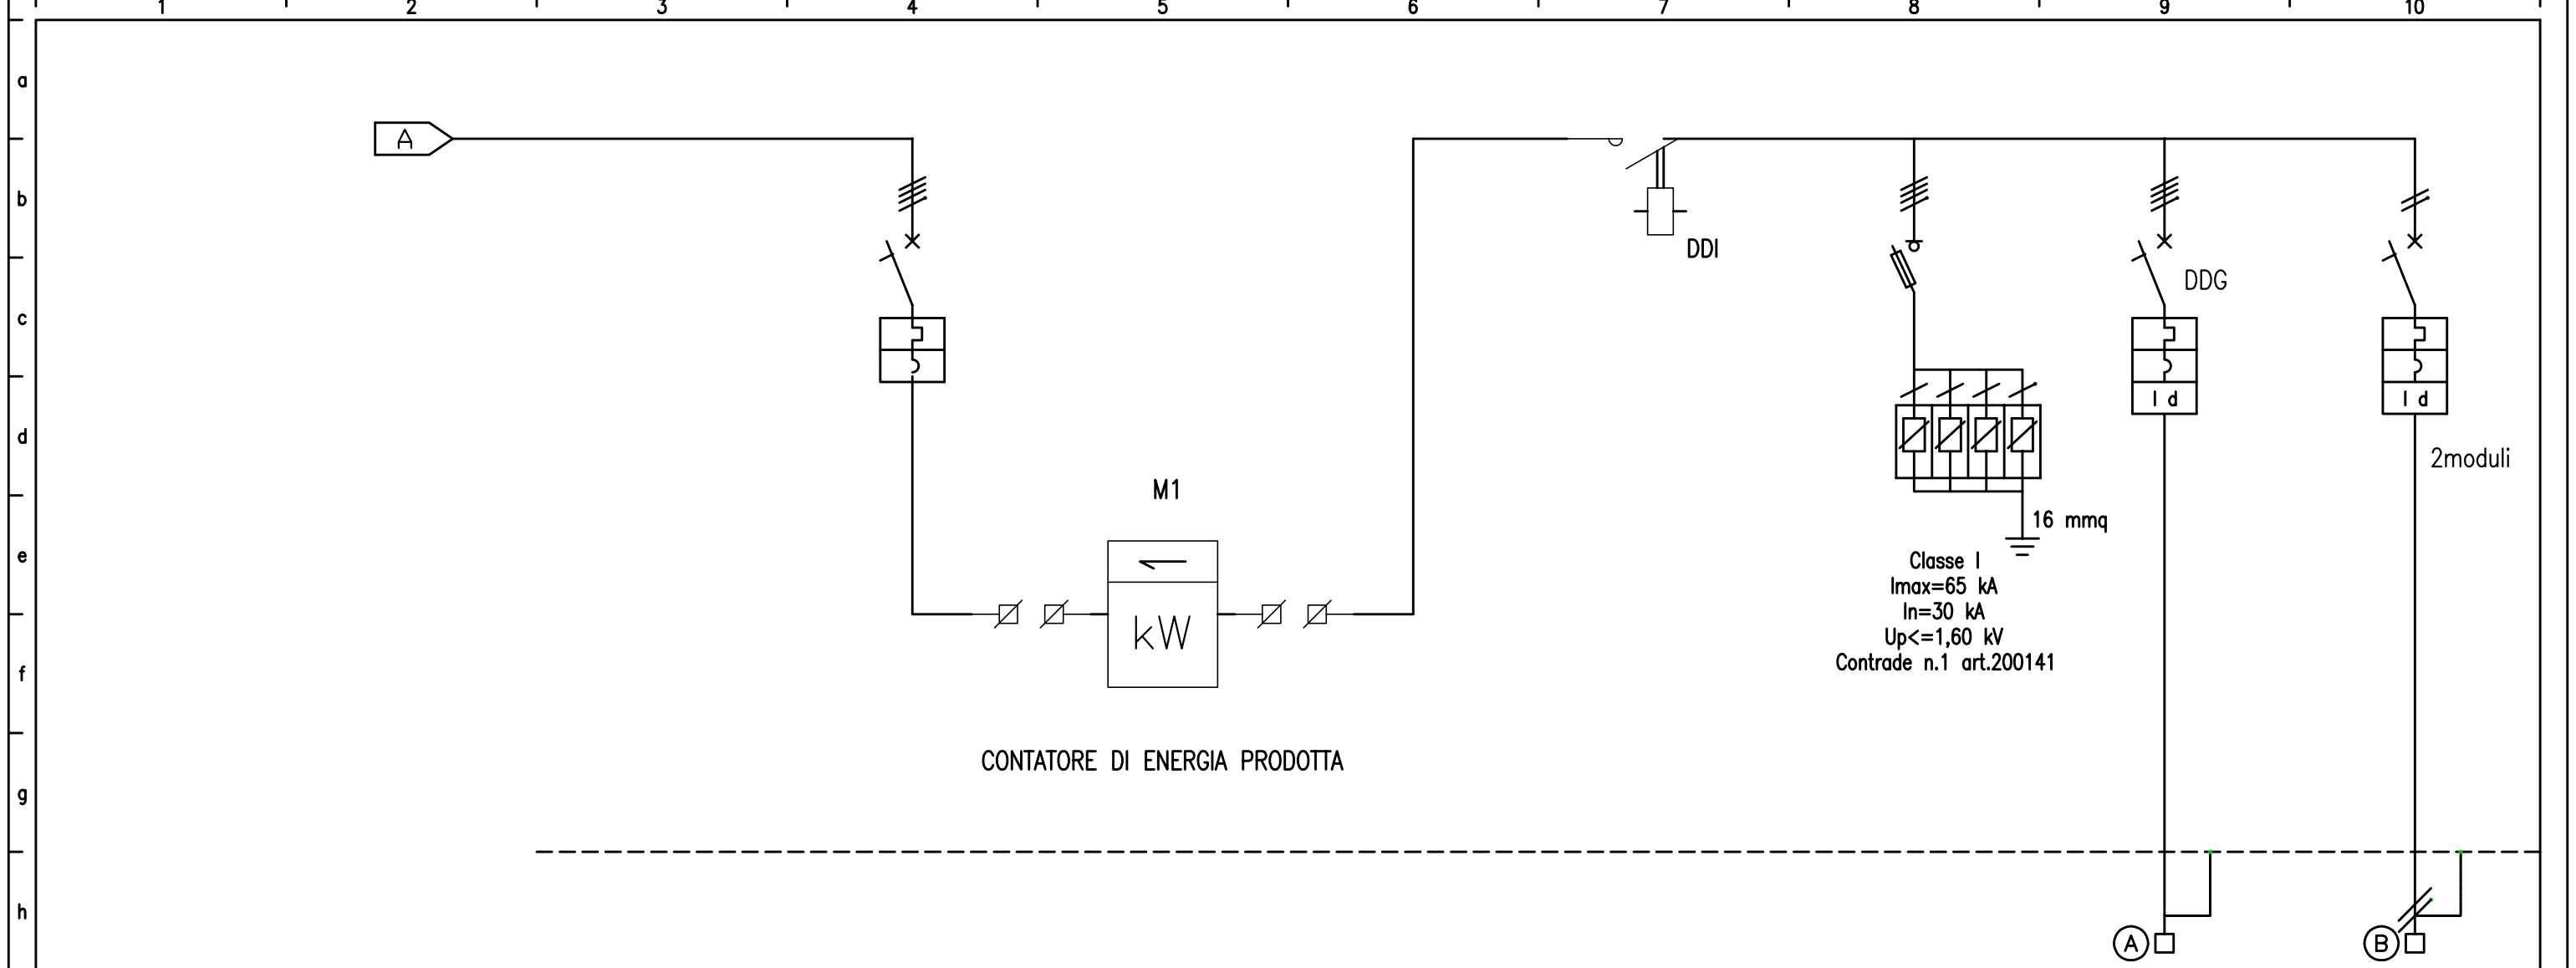 1 2 3 4 5 6 7 8 9 10
a
A
b
DDI
DDG
c
I d
I d
d
2moduli
M1
16 mmq
e
Classe I
Imax=65 kA
In=30 kA
kW
Up<=1,60 kV
Contrade n.1 art.200141
f
CONTATORE DI ENERGIA PRODOTTA
g
h
A
B